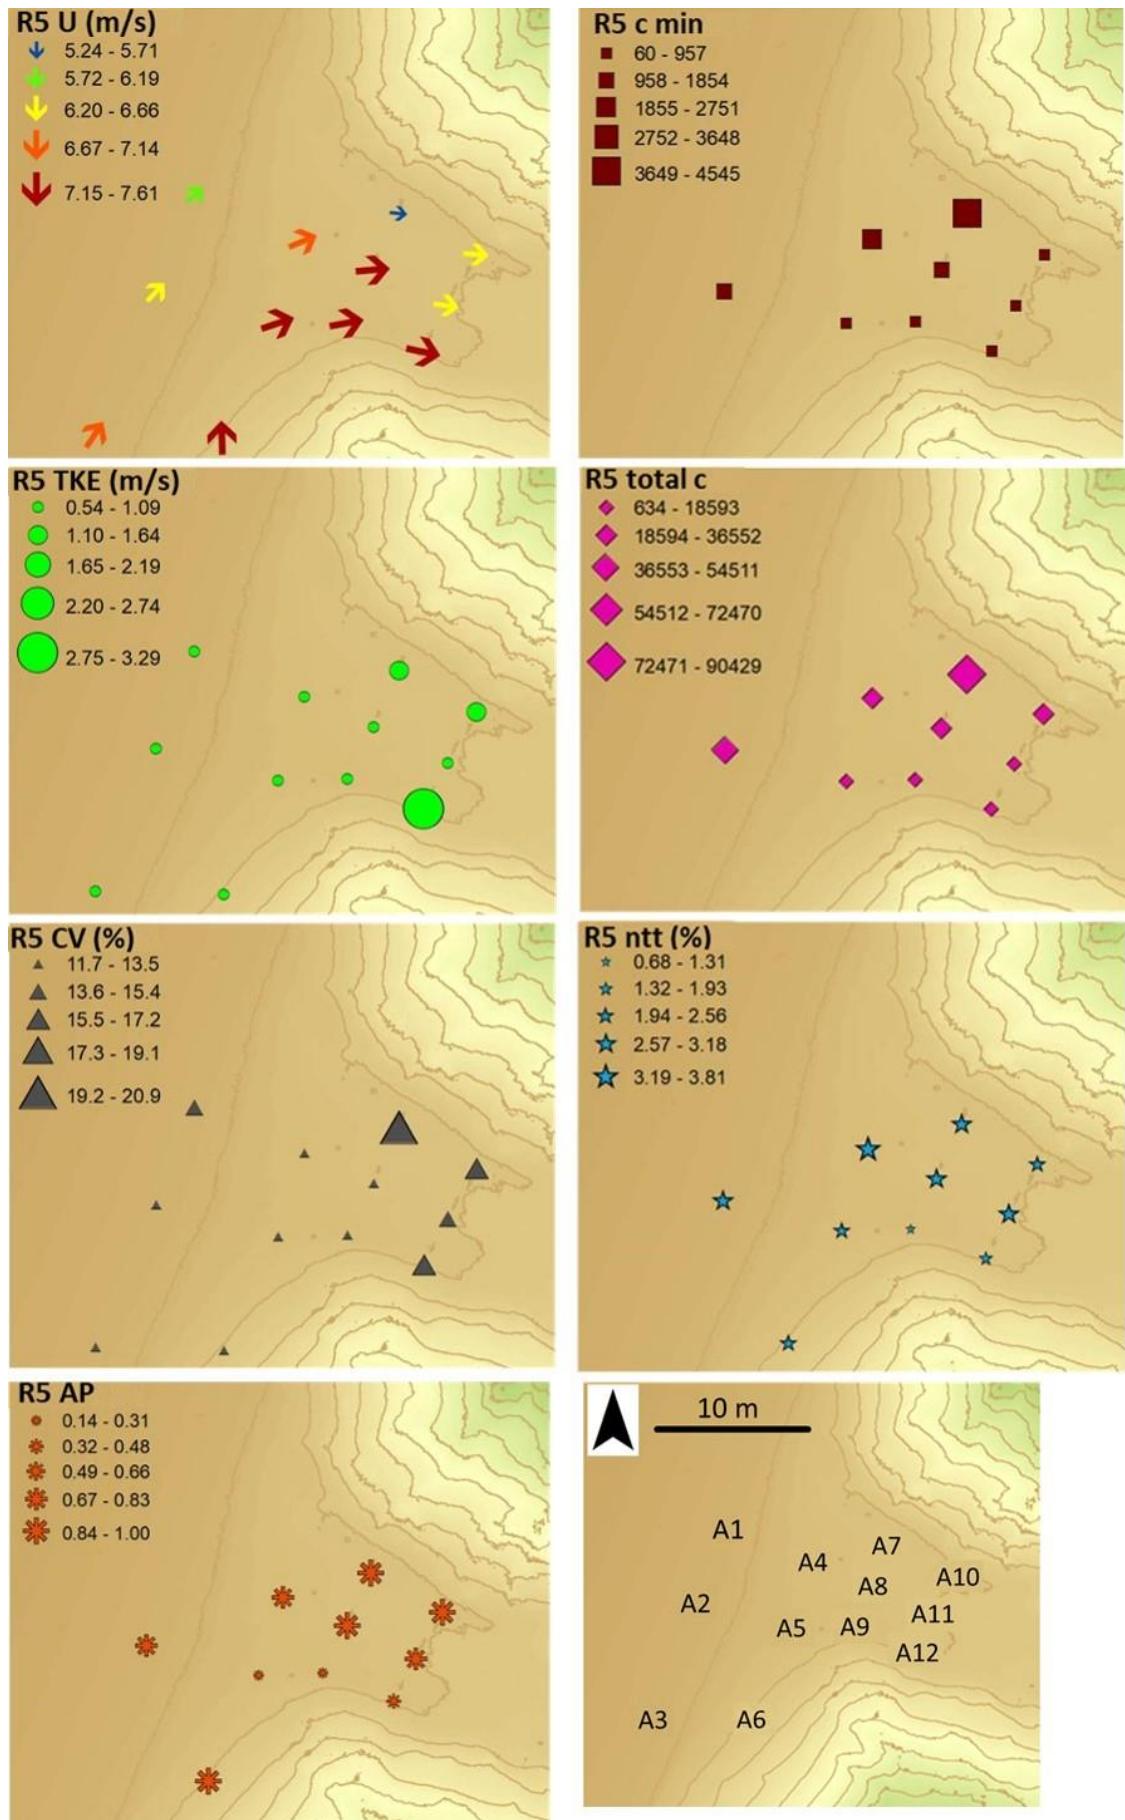 R5 U (m/s)
5.24 - 5.71
5.72 - 6.19
6.20 - 6.66
6.67 - 7.14
7.15 - 7.61
R5 c min
60 - 957
958 - 1854
1855 - 2751
2752 - 3648
3649 - 4545
R5 TKE (m/s)
0.54 - 1.09
1.10 - 1.64
1.65 - 2.19
2.20 - 2.74
2.75 - 3.29
R5 total c
634 - 18593
18594 - 36552
36553 - 54511
54512 - 72470
72471 - 90429
R5 CV (%)
11.7 - 13.5
13.6 - 15.4
15.5 - 17.2
17.3 - 19.1
19.2 - 20.9
R5 ntt (%)
0.68 - 1.31
1.32 - 1.93
1.94 - 2.56
2.57 - 3.18
3.19 - 3.81
R5 AP
0.14 - 0.31
0.32 - 0.48
0.49 - 0.66
0.67 - 0.83
0.84 - 1.00
10 m
A1
A7
A4
A10
A8
A2
A11
A5
A9
A12
A3
A6